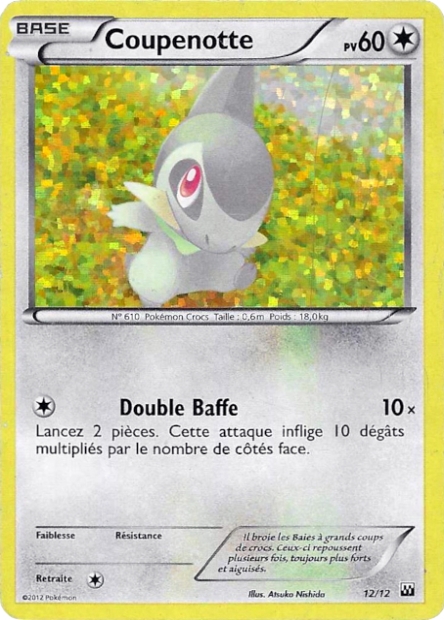 BASE Coupenotte PV60
N° 610 Pokémon Crocs Taille : 0,6m Poids : 18,0kg
Double Baffe 10×
Lancez 2 pièces. Cette attaque inflige 10 dégâts
multipliés par le nombre de côtés face.
Faiblesse Résistance
Il broie les Baies à grands coups
de crocs. Ceux-ci repoussent
plusieurs fois, toujours plus forts
et aiguisés.
Retraite
©2012 Pokémon Illus. Atsuko Nishida 12/12